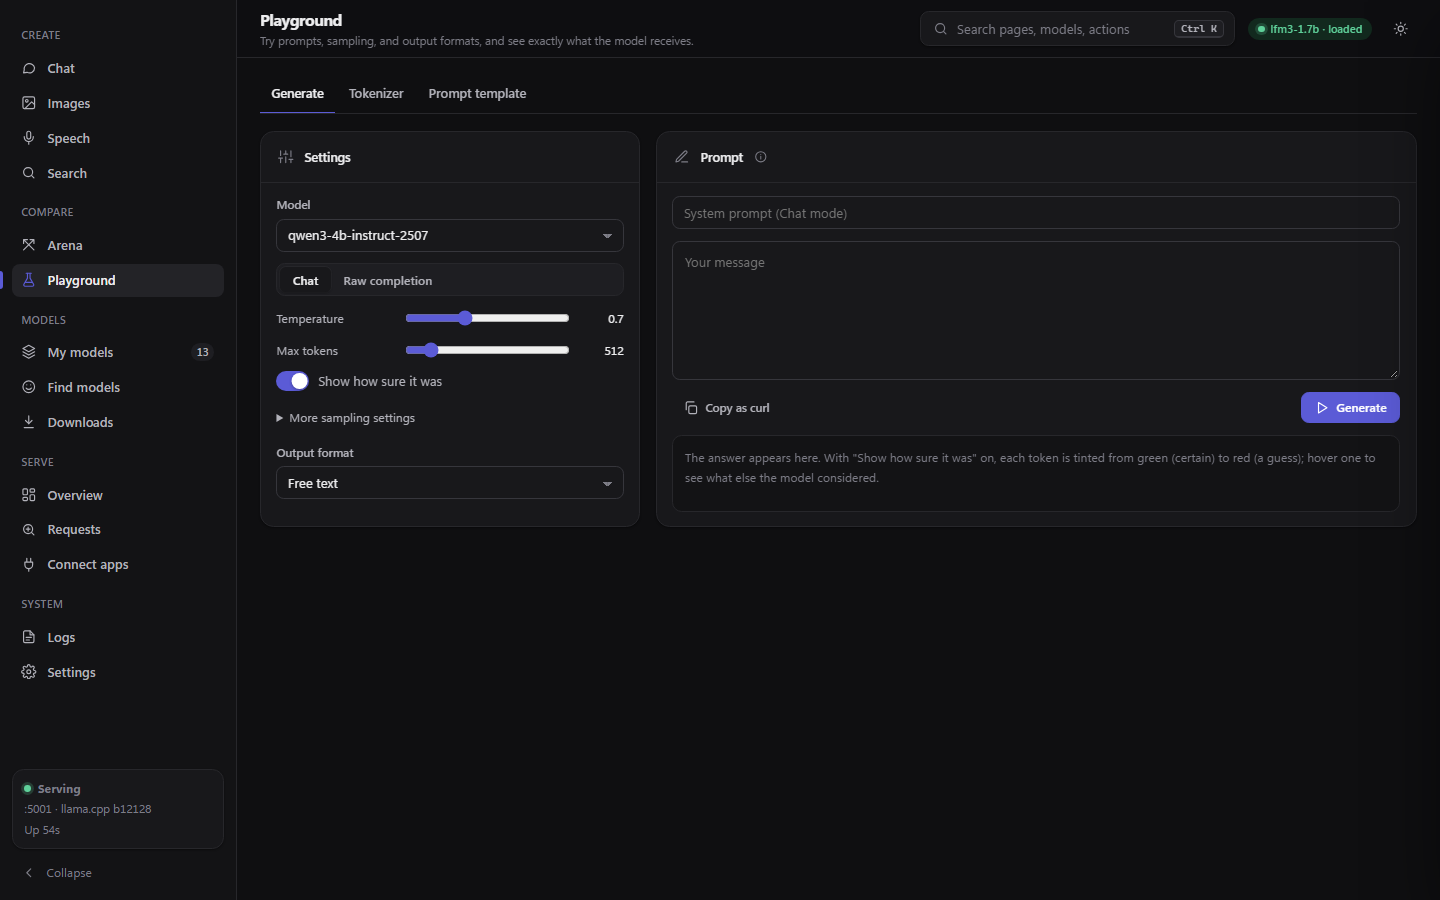 CREATE
Chat
Images
Speech
Search
COMPARE
Arena
Playground
MODELS
My models 13
Find models
Downloads
SERVE
Overview
Requests
Connect apps
SYSTEM
Logs
Settings
Serving
:5001 · llama.cpp b12128
Up 54s
Collapse
Playground
Try prompts, sampling, and output formats, and see exactly what the model receives.
Search pages, models, actions Ctrl K
lfm3-1.7b · loaded
Generate Tokenizer Prompt template
Settings
Model
qwen3-4b-instruct-2507
Chat Raw completion
Temperature 0.7
Max tokens 512
Show how sure it was
More sampling settings
Output format
Free text
Prompt
System prompt (Chat mode)
Your message
Copy as curl
Generate
The answer appears here. With "Show how sure it was" on, each token is tinted from green (certain) to red (a guess); hover one to
see what else the model considered.